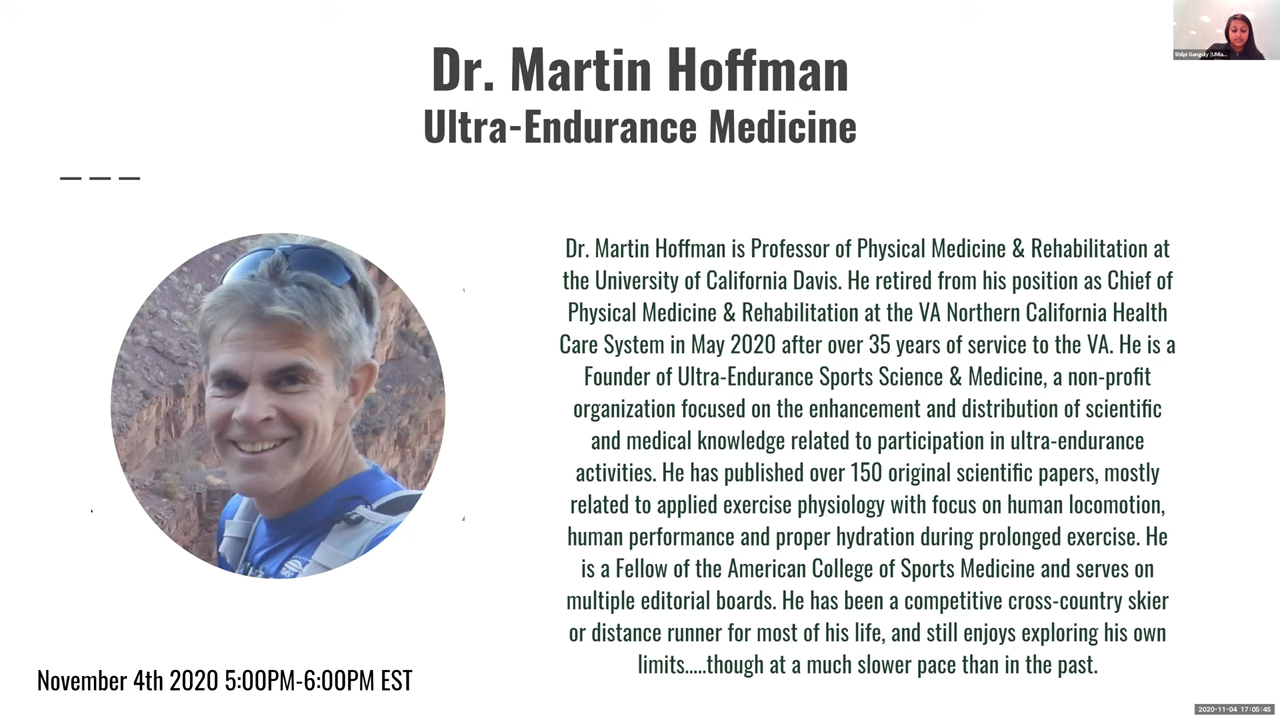 Dr. Martin Hoffman
Ultra-Endurance Medicine
Shilpi Ganguly (UMia...
Dr. Martin Hoffman is Professor of Physical Medicine & Rehabilitation at
the University of California Davis. He retired from his position as Chief of
Physical Medicine & Rehabilitation at the VA Northern California Health
Care System in May 2020 after over 35 years of service to the VA. He is a
Founder of Ultra-Endurance Sports Science & Medicine, a non-profit
organization focused on the enhancement and distribution of scientific
and medical knowledge related to participation in ultra-endurance
activities. He has published over 150 original scientific papers, mostly
related to applied exercise physiology with focus on human locomotion,
human performance and proper hydration during prolonged exercise. He
is a Fellow of the American College of Sports Medicine and serves on
multiple editorial boards. He has been a competitive cross-country skier
or distance runner for most of his life, and still enjoys exploring his own
limits.....though at a much slower pace than in the past.
November 4th 2020 5:00PM-6:00PM EST
2020-11-04 17:05:45